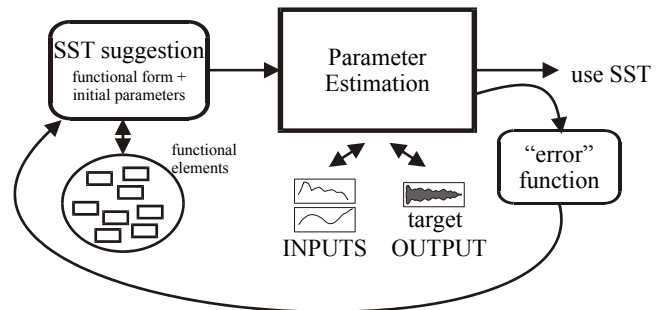 SST suggestion
functional form +
initial parameters
Parameter
Estimation
use SST
functional
elements
“error”
function
INPUTS
target
OUTPUT